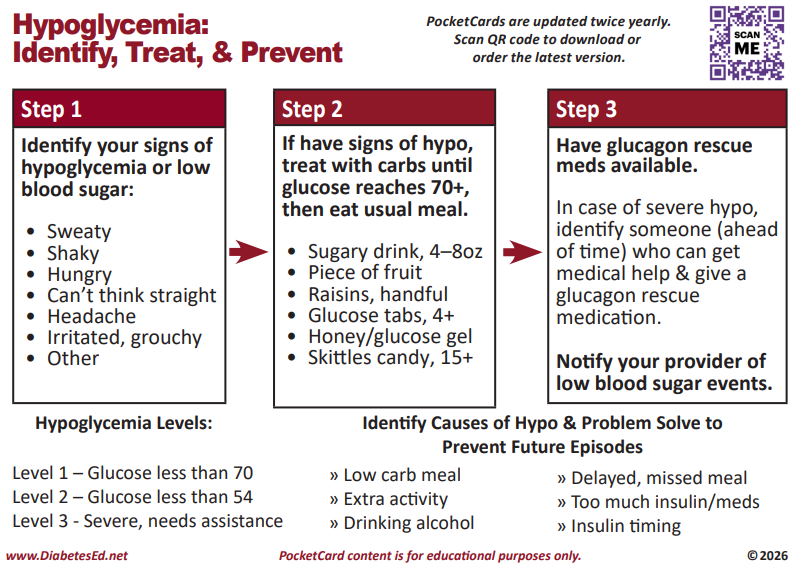 Hypoglycemia:
Identify, Treat, & Prevent
PocketCards are updated twice yearly.
Scan QR code to download or
order the latest version.
SCAN
ME
Step 1
Identify your signs of
hypoglycemia or low
blood sugar:
• Sweaty
• Shaky
• Hungry
• Can't think straight
• Headache
• Irritated, grouchy
• Other
Step 2
If have signs of hypo,
treat with carbs until
glucose reaches 70+,
then eat usual meal.
• Sugary drink, 4–8oz
• Piece of fruit
• Raisins, handful
• Glucose tabs, 4+
• Honey/glucose gel
• Skittles candy, 15+
Step 3
Have glucagon rescue
meds available.
In case of severe hypo,
identify someone (ahead
of time) who can get
medical help & give a
glucagon rescue
medication.
Notify your provider of
low blood sugar events.
Hypoglycemia Levels:
Level 1 – Glucose less than 70
Level 2 – Glucose less than 54
Level 3 - Severe, needs assistance
Identify Causes of Hypo & Problem Solve to
Prevent Future Episodes
» Low carb meal
» Extra activity
» Drinking alcohol
» Delayed, missed meal
» Too much insulin/meds
» Insulin timing
www.DiabetesEd.net
PocketCard content is for educational purposes only.
© 2026